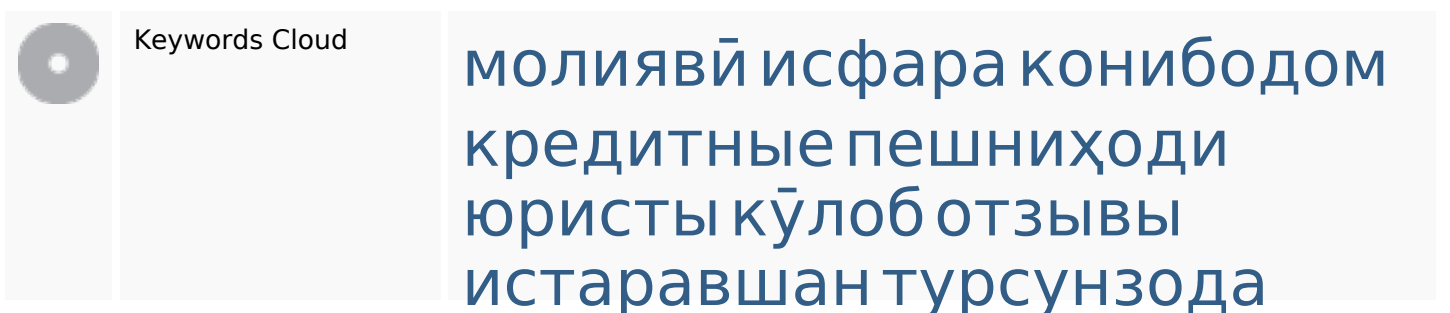 Keywords Cloud
молиявӣ исфара конибодом
кредитные пешниҳоди
юристы кӯлоб отзывы
истаравшан турсунзода